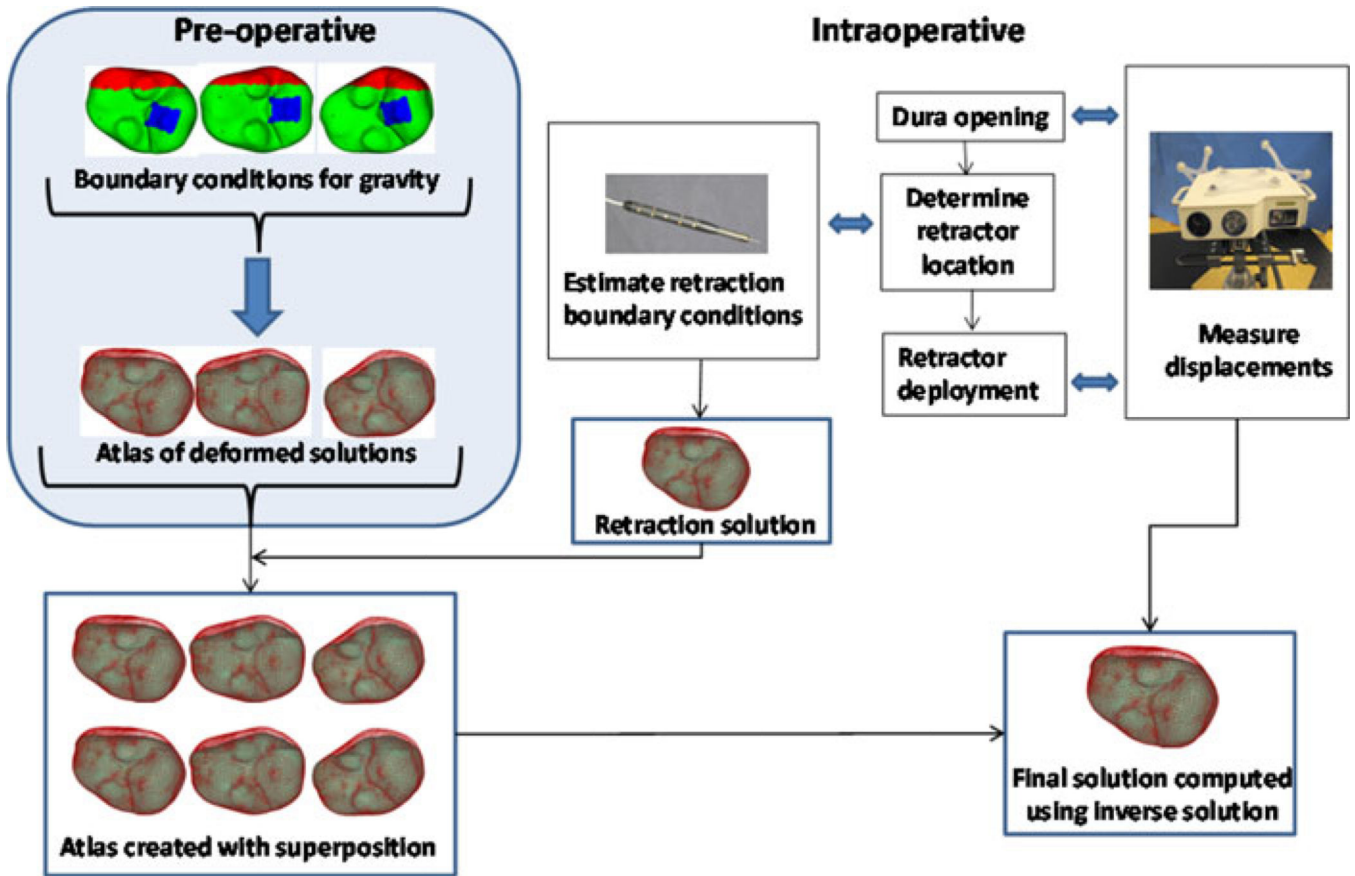 Pre-operative
Boundary conditions for gravity
Atlas of deformed solutions
Intraoperative
Dura opening
Determine
retractor
location
Retractor
deployment
Estimate retraction
boundary conditions
Measure
displacements
Retraction solution
Atlas created with superposition
Final solution computed
using inverse solution